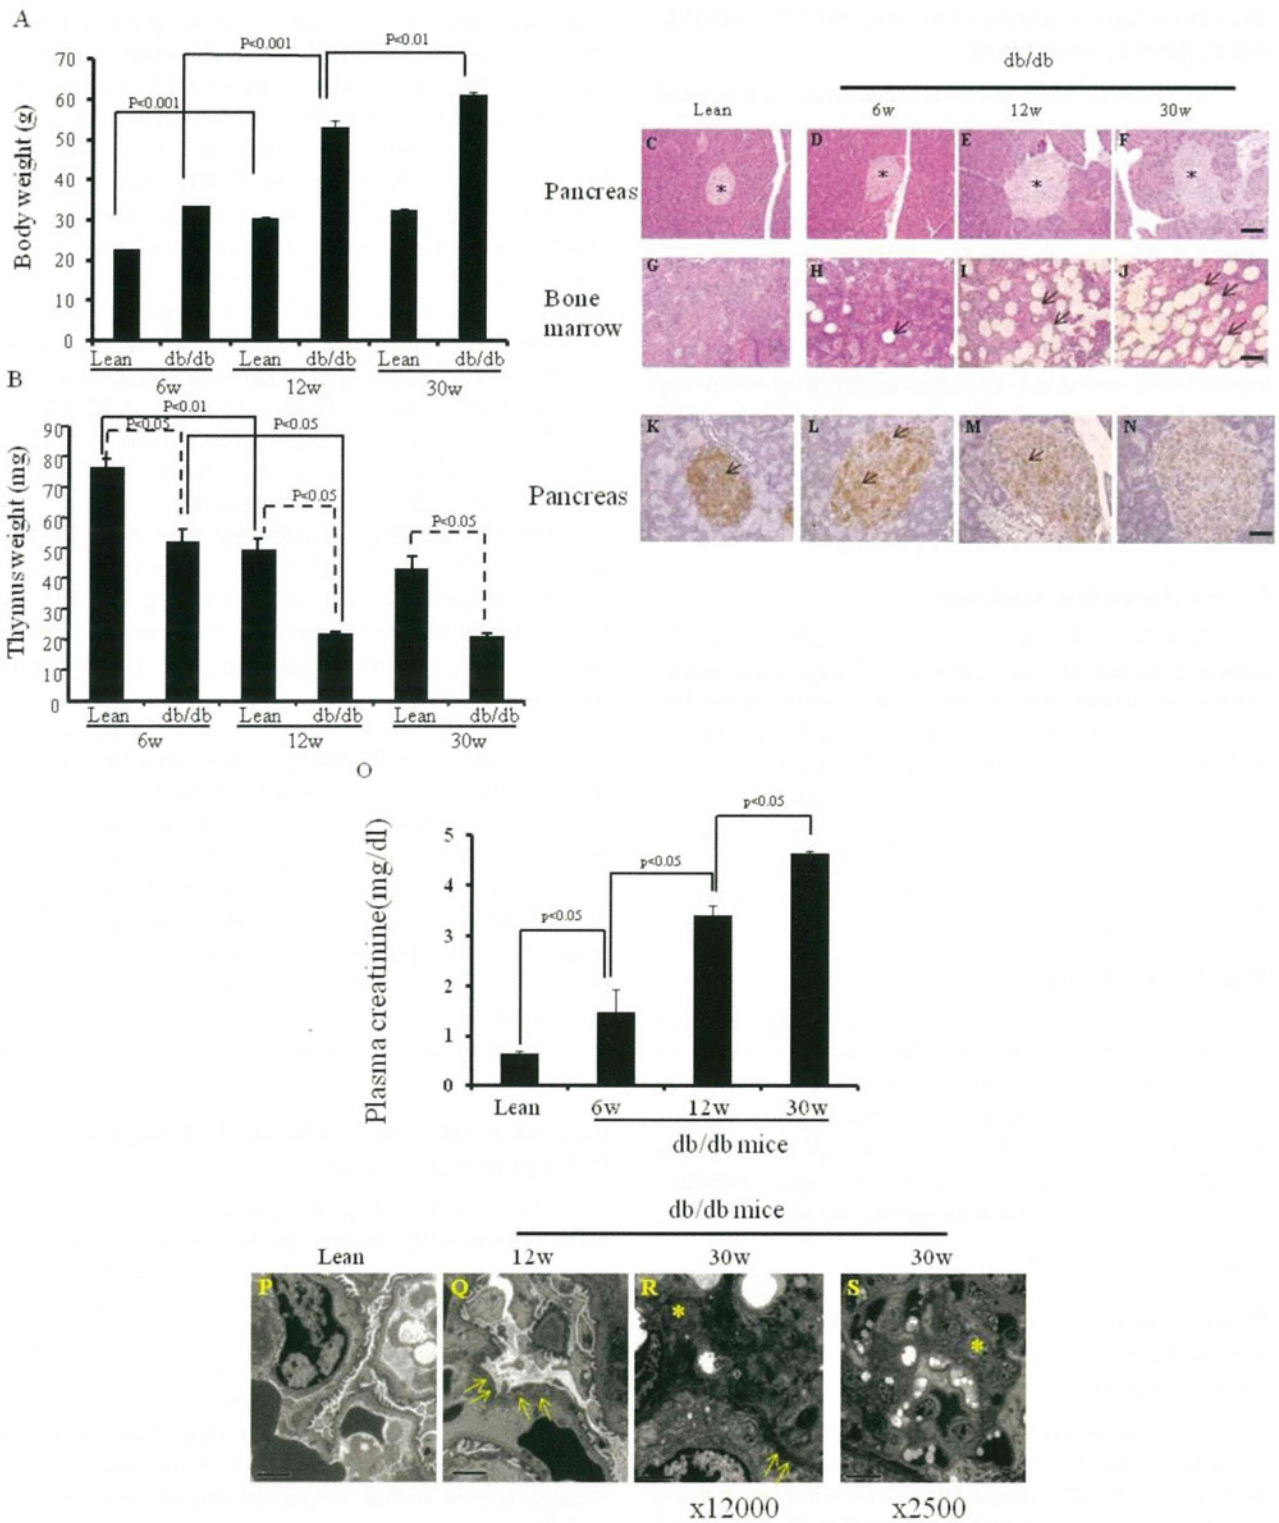 A
P<0.001
P<0.01
P<0.001
Body weight (g)
70
60
50
40
30
20
10
0
Lean db/db Lean db/db Lean db/db
6w 12w 30w
B
P<0.01
P<0.05
P<0.05
P<0.05
P<0.05
Thymus weight (mg)
90
80
70
60
50
40
30
20
10
0
Lean db/db Lean db/db Lean db/db
6w 12w 30w
db/db
Lean 6w 12w 30w
Pancreas
C * D * E * F *
Bone
marrow
G H I J
Pancreas
K L M N
O
Plasma creatinine(mg/dl)
p<0.05
p<0.05
p<0.05
5
4
3
2
1
0
Lean 6w 12w 30w
db/db mice
db/db mice
Lean 12w 30w 30w
P Q R * S *
x12000 x2500